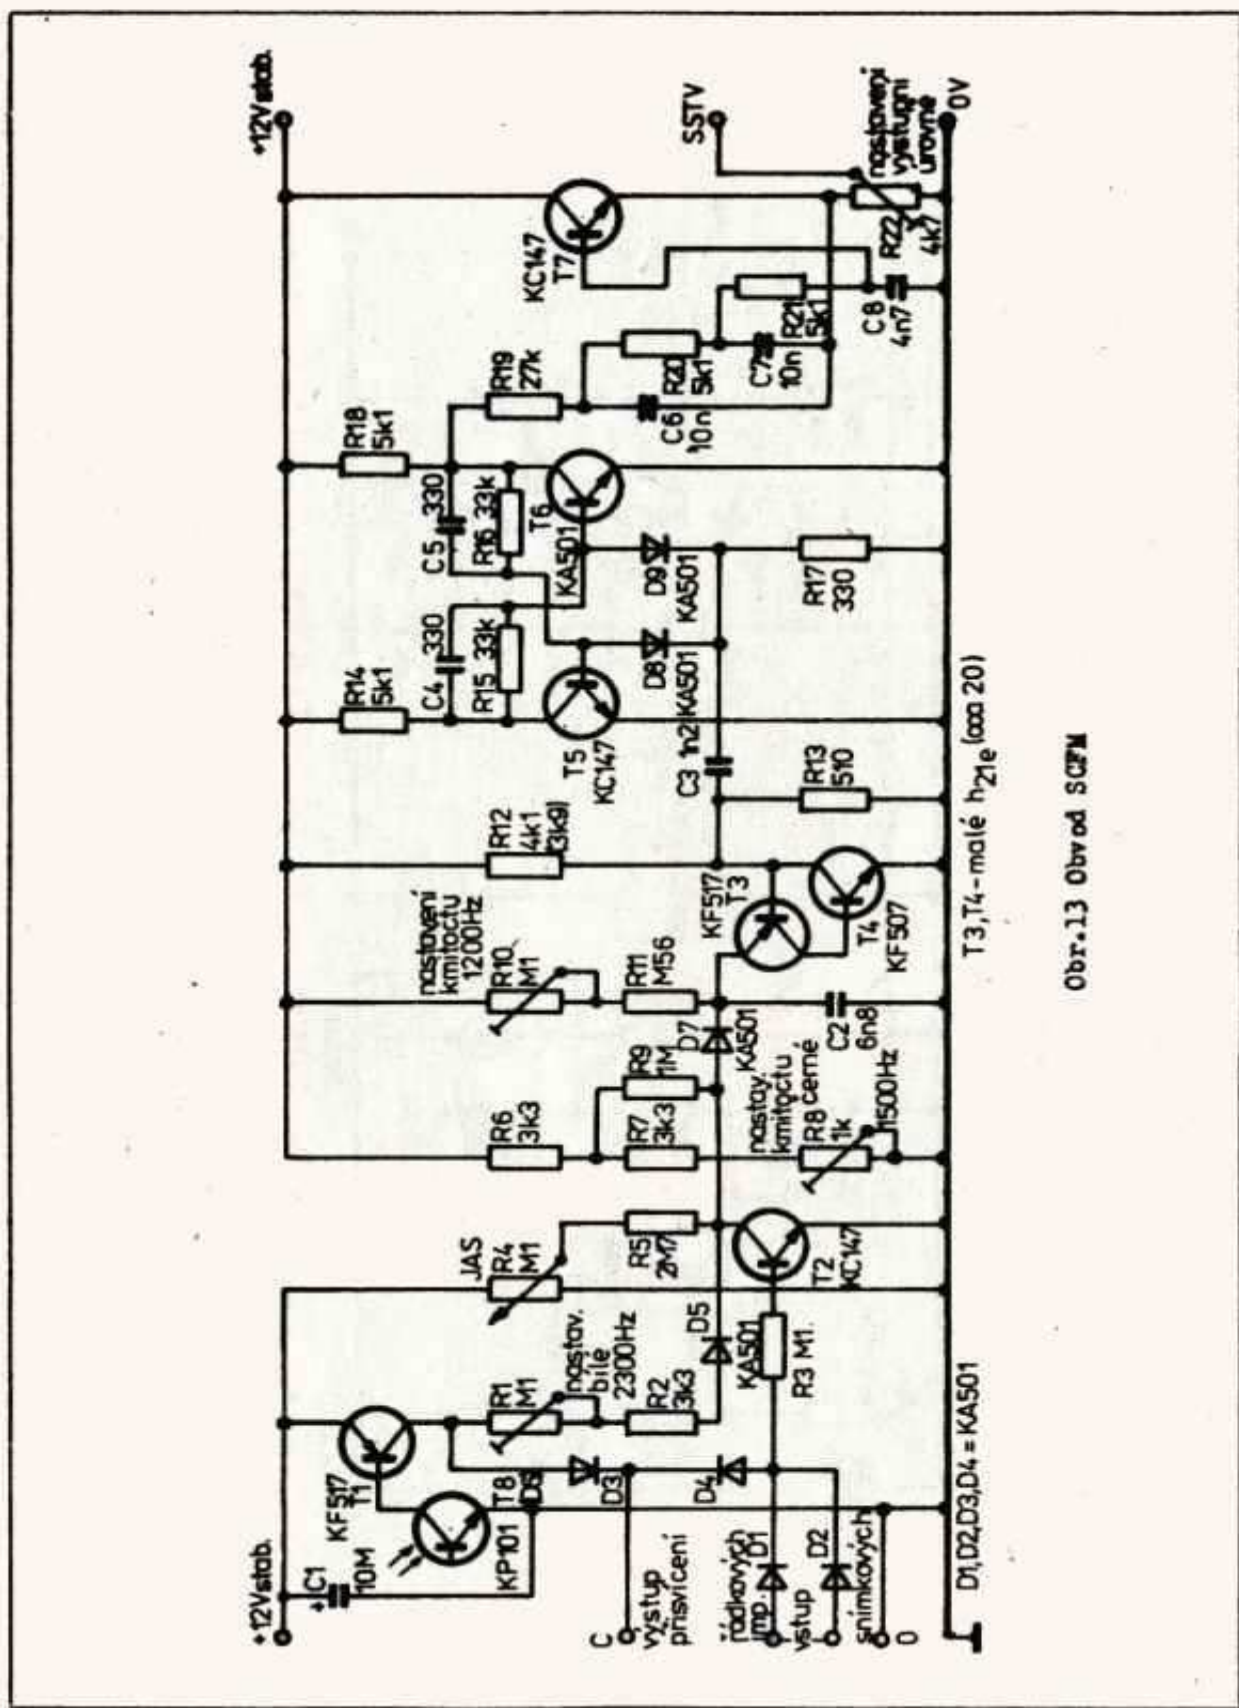 +12Vstab.
+C1
10M
KF517
T1
KP101
T8
D6
D3
D4
C
výstup
přisvícení
řádkových
imp.
D1
vstup
D2
snímkových
0
R1
M1
nastav.
bílé
2300Hz
R2
3k3
D5
KA501
R3 M1
JAS
R4
M1
R5
2M7
T2
KC147
R6
3k3
R7
3k3
R9
1M
D7
KA501
nastav.
kmitočtu
černé
R8
1k
1500Hz
nastavení
kmitočtu
1200Hz
R10
M1
R11
M56
C2
6n8
KF517
T3
T4
KF507
R12
4k1
(3k9)
R13
510
C3 1n2
R14
5k1
C4
330
R15
33k
T5
KC147
D8
KA501
D9
KA501
C5
330
R16
33k
T6
KA501
R17
330
R18
5k1
R19
27k
R20
5k1
C6
10n
C7
10n
R21
5k1
C8
4n7
KC147
T7
R22
4k7
+12Vstab.
SSTV
nastavení
výstupní
úrovně
0V
D1,D2,D3,D4 = KA501
T3,T4-malé h21e (cca 20)
Obr.13 Obvod SCFM